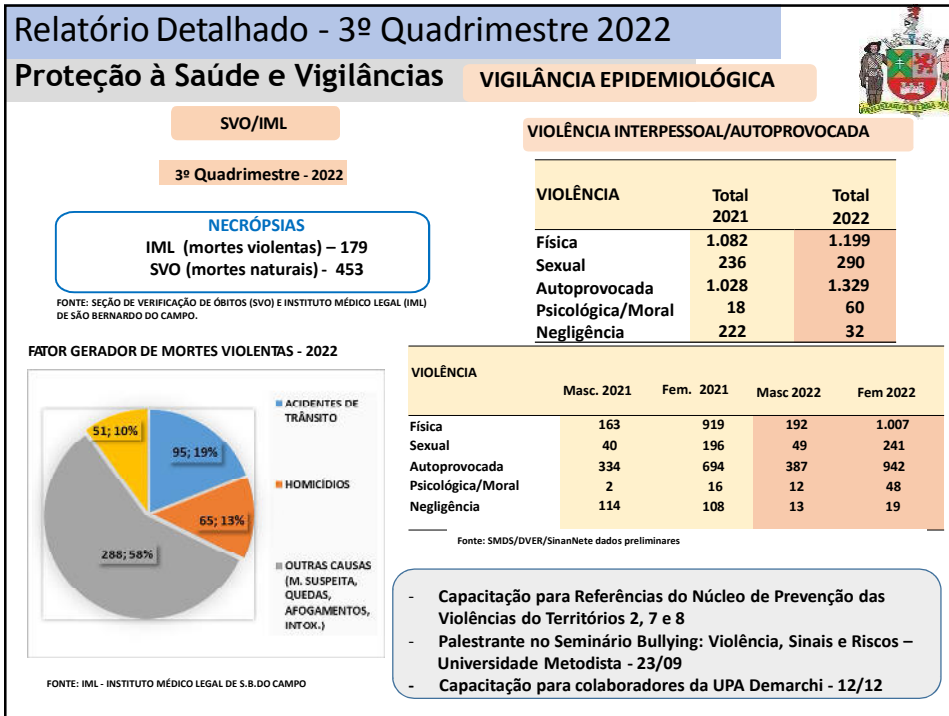 Relatório Detalhado - 3º Quadrimestre 2022
Proteção à Saúde e Vigilâncias
VIGILÂNCIA EPIDEMIOLÓGICA
SVO/IML
3º Quadrimestre - 2022
NECRÓPSIAS
IML (mortes violentas) – 179
SVO (mortes naturais) - 453
FONTE: SEÇÃO DE VERIFICAÇÃO DE ÓBITOS (SVO) E INSTITUTO MÉDICO LEGAL (IML)
DE SÃO BERNARDO DO CAMPO.
VIOLÊNCIA INTERPESSOAL/AUTOPROVOCADA
VIOLÊNCIA Total 2021 Total 2022
Física 1.082 1.199
Sexual 236 290
Autoprovocada 1.028 1.329
Psicológica/Moral 18 60
Negligência 222 32
FATOR GERADOR DE MORTES VIOLENTAS - 2022
51; 10%
95; 19%
65; 13%
288; 58%
ACIDENTES DE
TRÂNSITO
HOMICÍDIOS
OUTRAS CAUSAS
(M. SUSPEITA,
QUEDAS,
AFOGAMENTOS,
INTOX.)
FONTE: IML - INSTITUTO MÉDICO LEGAL DE S.B.DO CAMPO
VIOLÊNCIA
Masc. 2021 Fem. 2021 Masc 2022 Fem 2022
Física 163 919 192 1.007
Sexual 40 196 49 241
Autoprovocada 334 694 387 942
Psicológica/Moral 2 16 12 48
Negligência 114 108 13 19
Fonte: SMDS/DVER/SinanNete dados preliminares
- Capacitação para Referências do Núcleo de Prevenção das
Violências do Territórios 2, 7 e 8
- Palestrante no Seminário Bullying: Violência, Sinais e Riscos –
Universidade Metodista - 23/09
- Capacitação para colaboradores da UPA Demarchi - 12/12